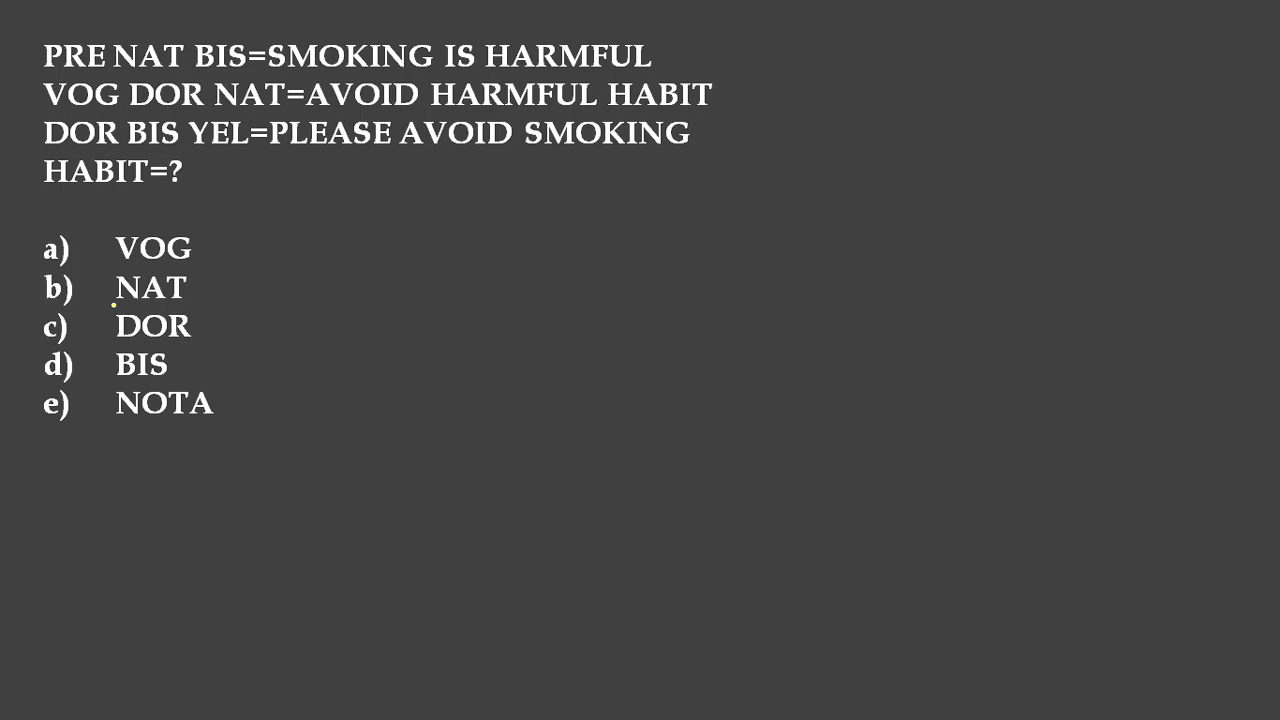 PRE NAT BIS=SMOKING IS HARMFUL
VOG DOR NAT=AVOID HARMFUL HABIT
DOR BIS YEL=PLEASE AVOID SMOKING
HABIT=?
a) VOG
b) NAT
c) DOR
d) BIS
e) NOTA